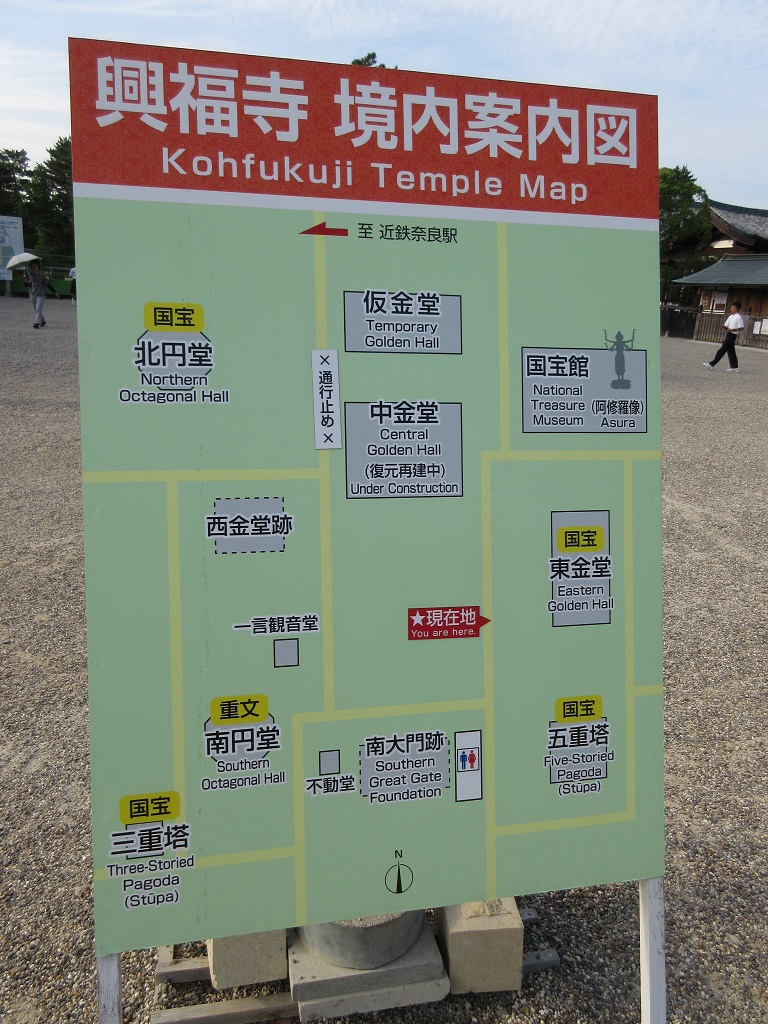 興福寺 境内案内図
Kohfukuji Temple Map
至 近鉄奈良駅
国宝
北円堂
Northern
Octagonal Hall
仮金堂
Temporary
Golden Hall
×通行止め×
国宝館
National
Treasure
Museum
(阿修羅像)
Asura
中金堂
Central
Golden Hall
(復元再建中)
Under Construction
西金堂跡
国宝
東金堂
Eastern
Golden Hall
一言観音堂
★現在地
You are here.
重文
南円堂
Southern
Octagonal Hall
不動堂
南大門跡
Southern
Great Gate
Foundation
国宝
五重塔
Five-Storied
Pagoda
(Stūpa)
国宝
三重塔
Three-Storied
Pagoda
(Stūpa)
N